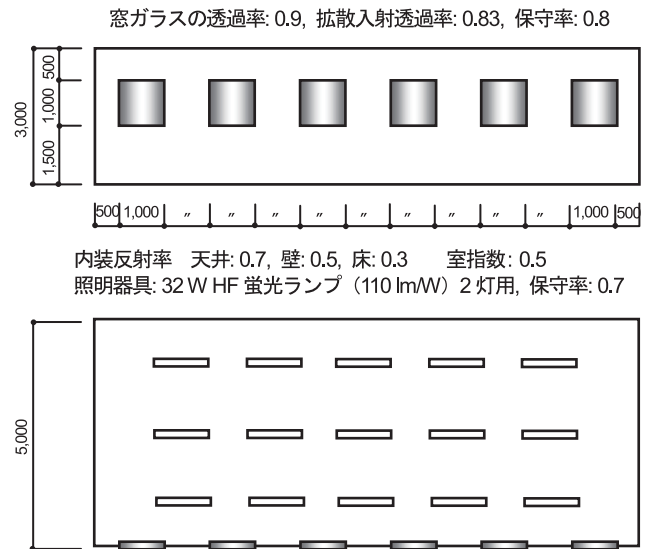 窓ガラスの透過率: 0.9, 拡散入射透過率: 0.83, 保守率: 0.8
3,000
500
1,000
1,500
500 1,000 〃 〃 〃 〃 〃 〃 〃 〃 〃 1,000 500
内装反射率 天井: 0.7, 壁: 0.5, 床: 0.3 室指数: 0.5
照明器具: 32 W HF 蛍光ランプ（110 lm/W）2 灯用, 保守率: 0.7
5,000